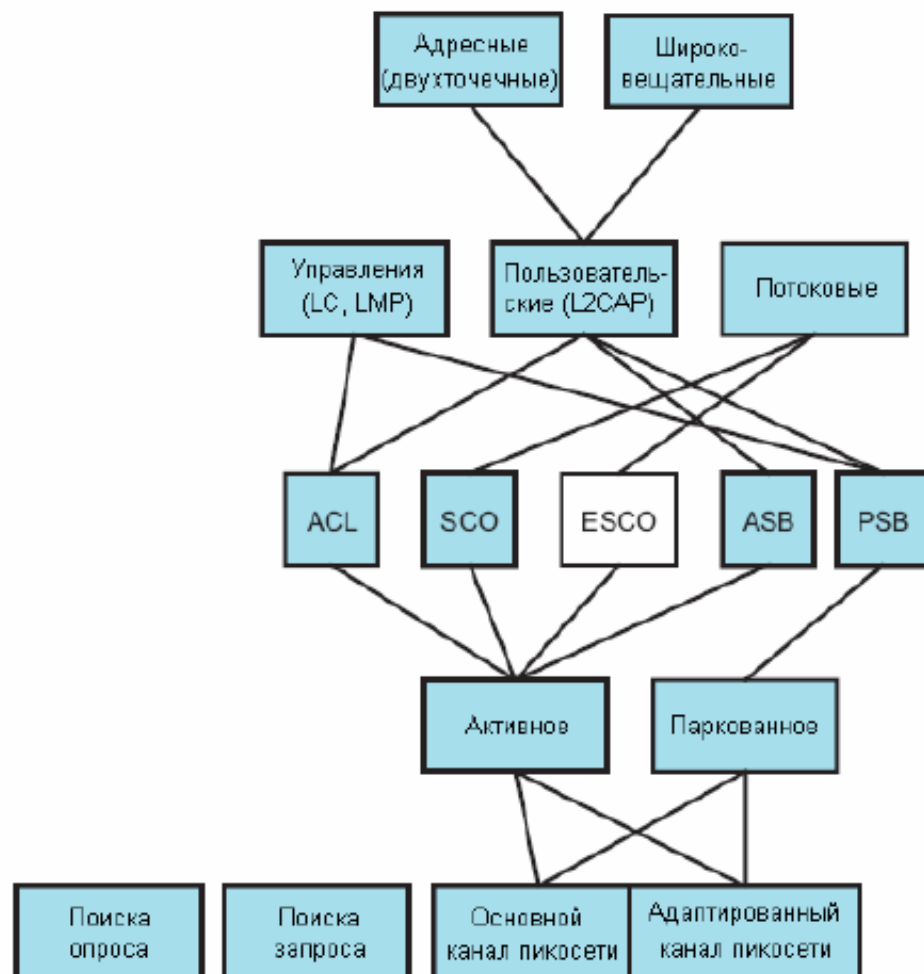 Адресные
(двухточечные)
Широко-
вещательные
Управления
(LC, LMP)
Пользователь-
ские (L2CAP)
Потоковые
ACL
SCO
ESCO
ASB
PSB
Активное
Паркованное
Поиска
опроса
Поиска
запроса
Основной
канал пикосети
Адаптированный
канал пикосети